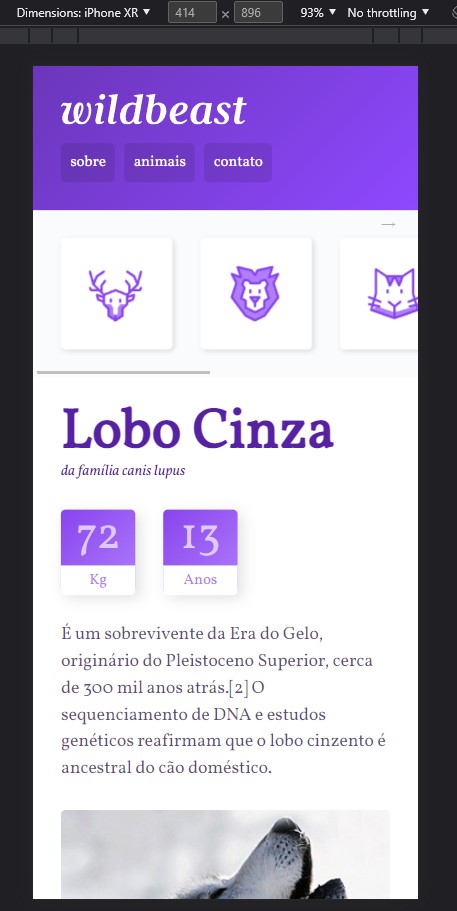 Dimensions: iPhone XR ▼ 414 × 896 93% ▼ No throttling ▼
wildbeast
sobre animais contato
→
Lobo Cinza
da família canis lupus
72 13
Kg Anos
É um sobrevivente da Era do Gelo,
originário do Pleistoceno Superior, cerca
de 300 mil anos atrás.[2] O
sequenciamento de DNA e estudos
genéticos reafirmam que o lobo cinzento é
ancestral do cão doméstico.